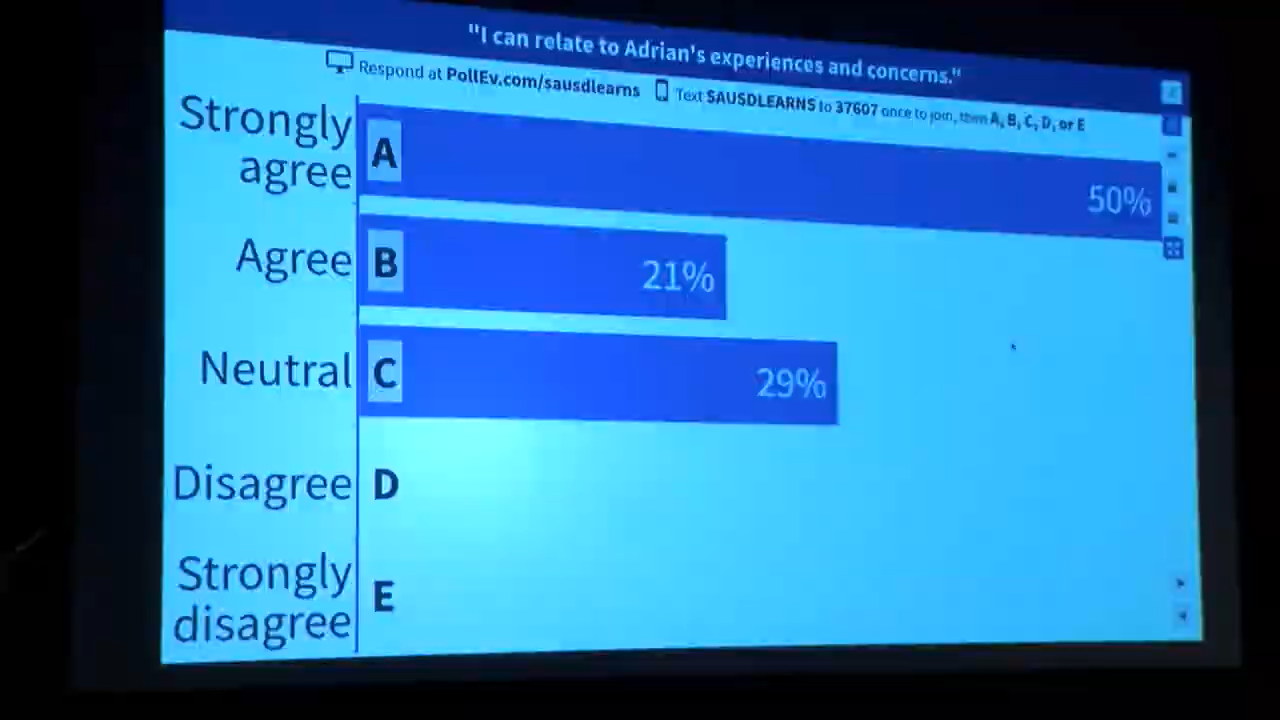 "I can relate to Adrian's experiences and concerns."
Respond at PollEv.com/sausdlearns Text SAUSDLEARNS to 37607 once to join, then A, B, C, D, or E
Strongly agree A 50%
Agree B 21%
Neutral C 29%
Disagree D
Strongly disagree E